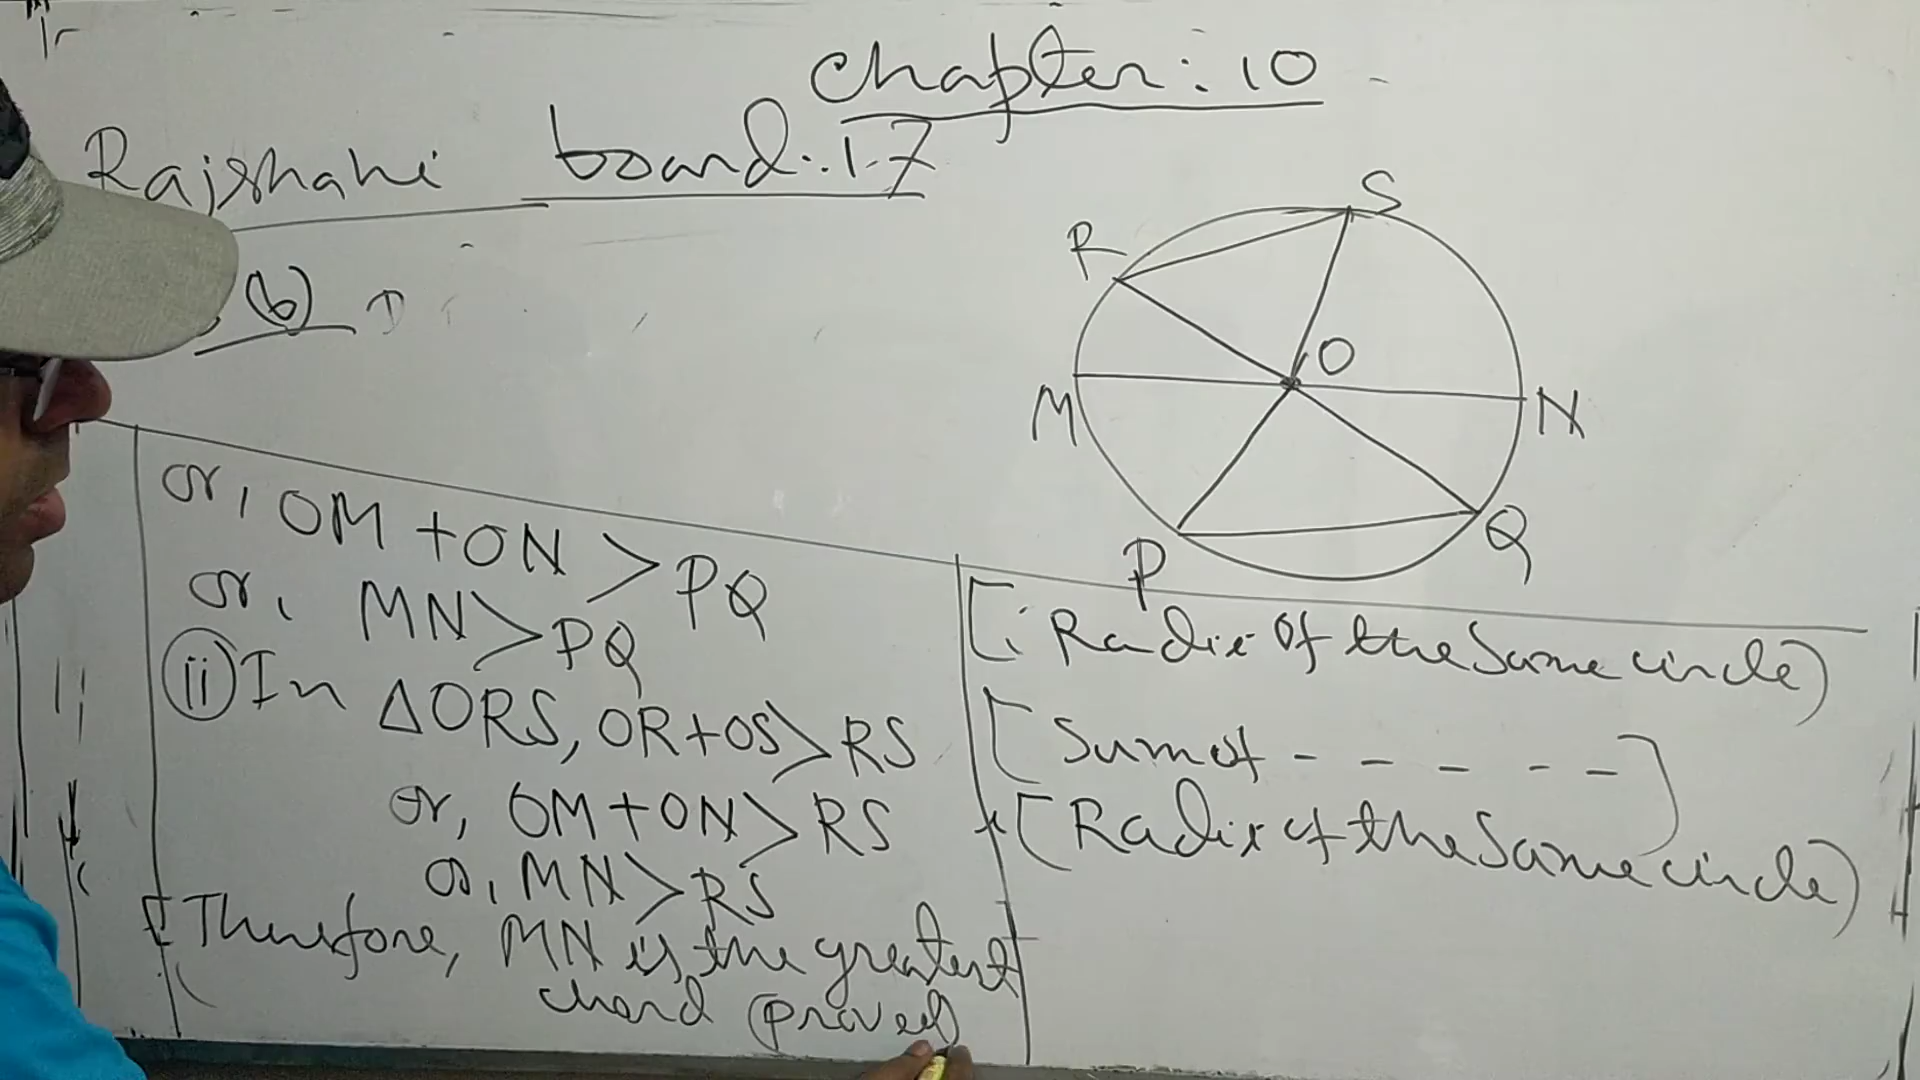 Chapter: 10
Rajshahi board: 17
(b)
S
R
O
M
N
P
Q
or, OM + ON > PQ
or, MN > PQ
(ii) In ΔORS, OR + OS > RS
or, OM + ON > RS
or, MN > RS
Therefore, MN is the greatest
chord (proved)
[∵ Radii of the Same circle)
[Sum of - - - - -]
[Radii of the Same circle)